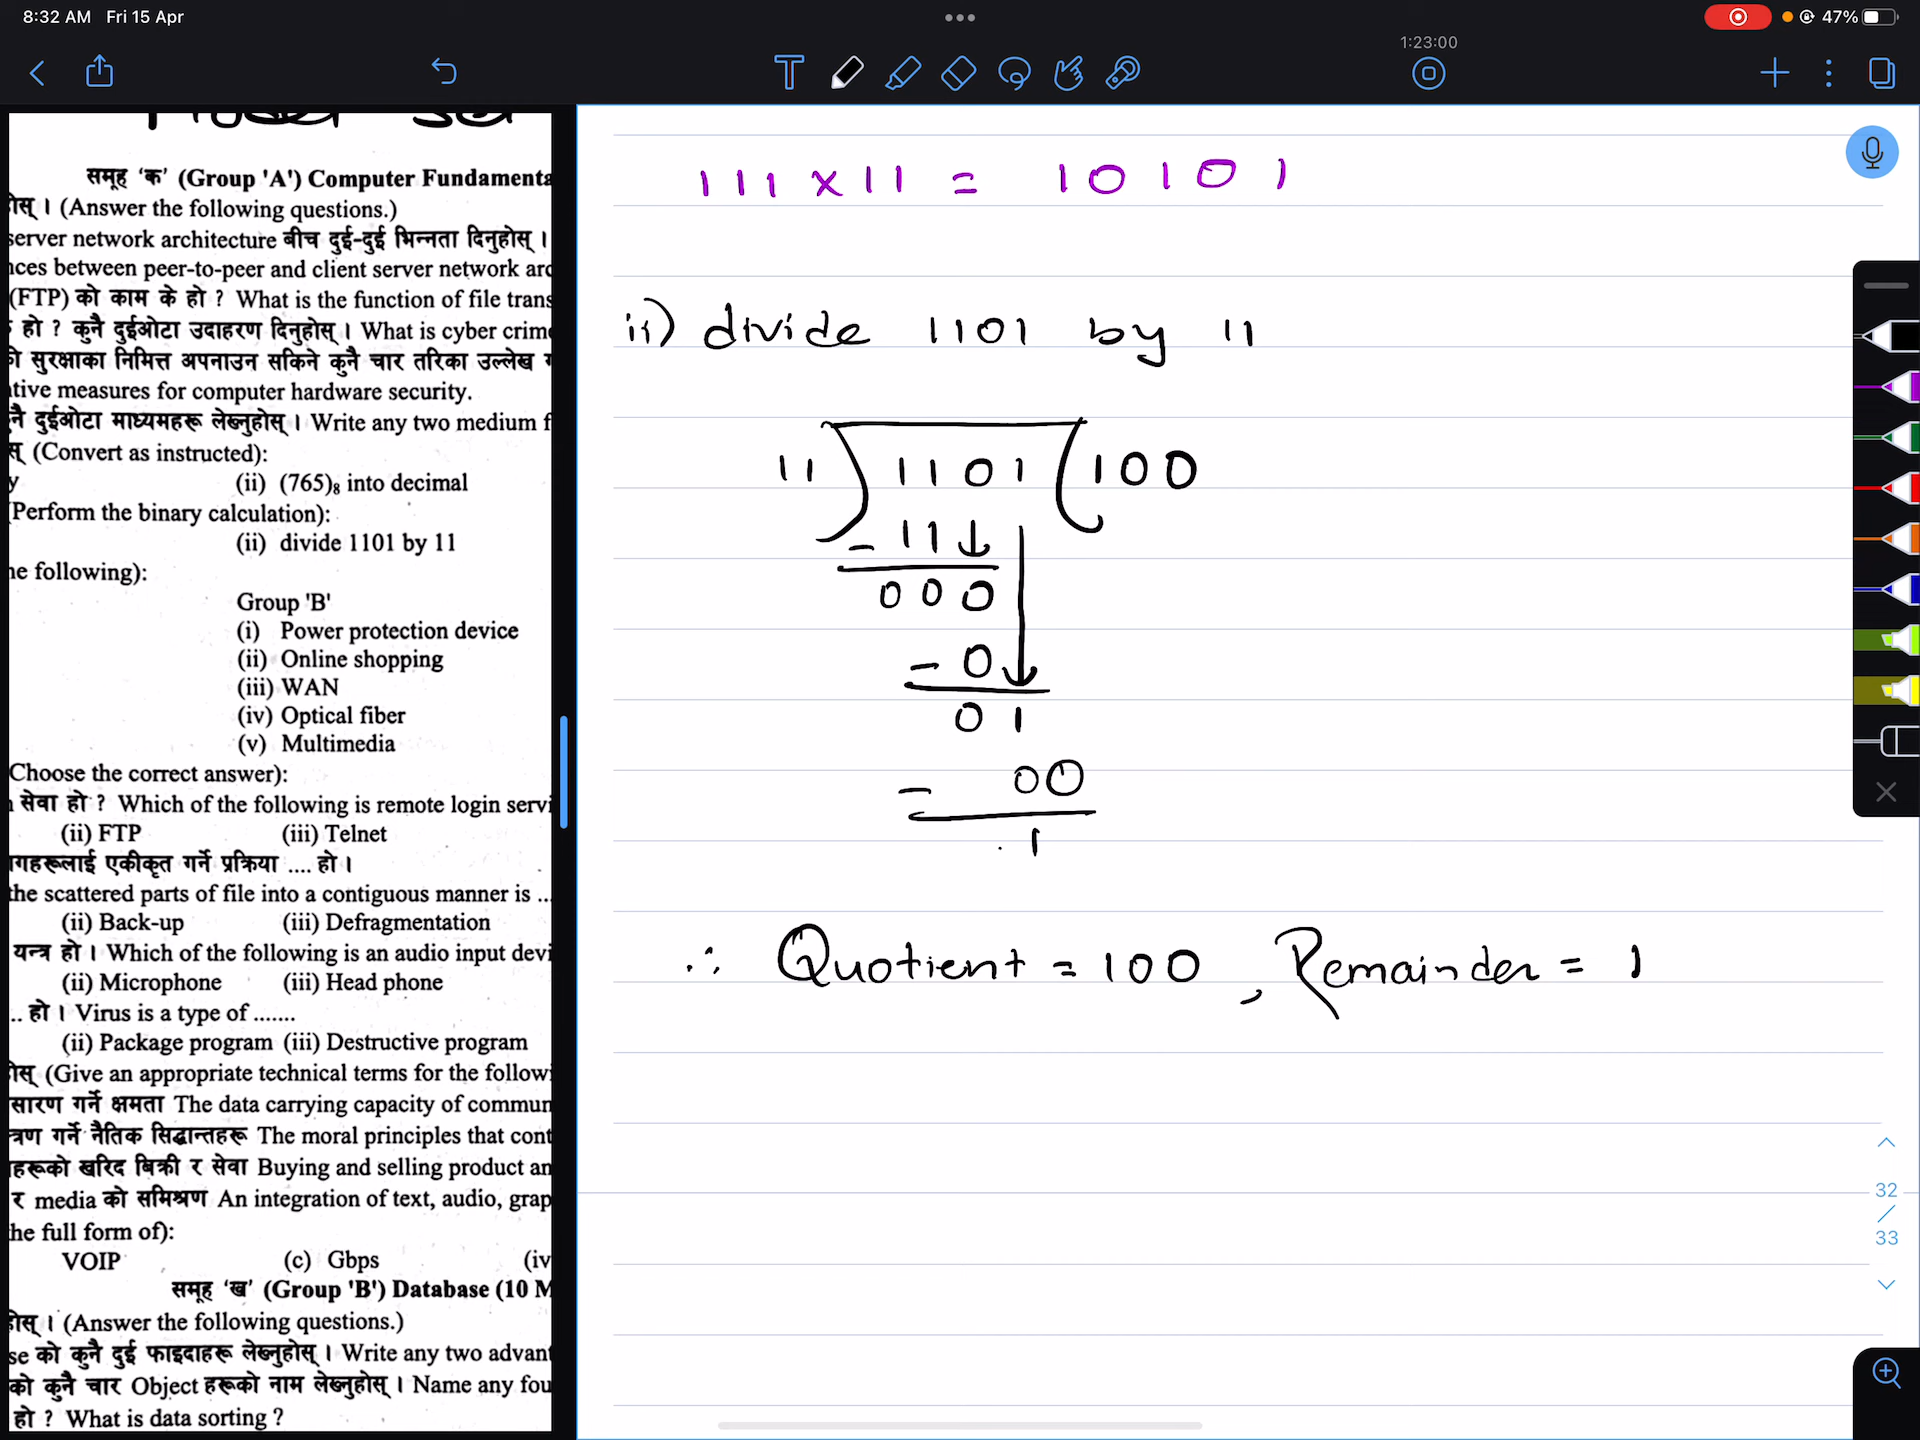 8:32 AM Fri 15 Apr
47%
1:23:00
समूह ‘क’ (Group 'A') Computer Fundamenta
(Answer the following questions.)
server network architecture बीच दुई-दुई भिन्नता दिनुहोस् ।
nces between peer-to-peer and client server network arc
(FTP) को काम के हो ? What is the function of file trans
हो ? कुनै दुईओटा उदाहरण दिनुहोस् । What is cyber crime
सुरक्षाका निमित्त अपनाउन सकिने कुनै चार तरिका उल्लेख ग
tive measures for computer hardware security.
नै दुईओटा माध्यमहरू लेख्नुहोस् । Write any two medium f
स् (Convert as instructed):
y (ii) (765)₈ into decimal
(Perform the binary calculation):
(ii) divide 1101 by 11
he following):
Group 'B'
(i) Power protection device
(ii) Online shopping
(iii) WAN
(iv) Optical fiber
(v) Multimedia
Choose the correct answer):
सेवा हो ? Which of the following is remote login servi
(ii) FTP (iii) Telnet
गहरूलाई एकीकृत गर्ने प्रक्रिया .... हो ।
the scattered parts of file into a contiguous manner is ...
(ii) Back-up (iii) Defragmentation
यन्त्र हो । Which of the following is an audio input devi
(ii) Microphone (iii) Head phone
.. हो । Virus is a type of .......
(ii) Package program (iii) Destructive program
होस् (Give an appropriate technical terms for the followi
सारण गर्ने क्षमता The data carrying capacity of commun
त्रण गर्ने नैतिक सिद्धान्तहरू The moral principles that cont
हरूको खरिद बिक्री र सेवा Buying and selling product an
र media को समिश्रण An integration of text, audio, grap
he full form of):
VOIP (c) Gbps (iv
समूह ‘ख’ (Group 'B') Database (10 M
होस् । (Answer the following questions.)
se को कुनै दुई फाइदाहरू लेख्नुहोस् । Write any two advant
को कुनै चार Object हरूको नाम लेख्नुहोस् । Name any fou
हो ? What is data sorting ?
111 x 11 = 10101
ii) divide 1101 by 11
11 ) 1101 ( 100
- 11
000
- 0
01
- 00
1
∴ Quotient = 100 , Remainder = 1
32
/
33